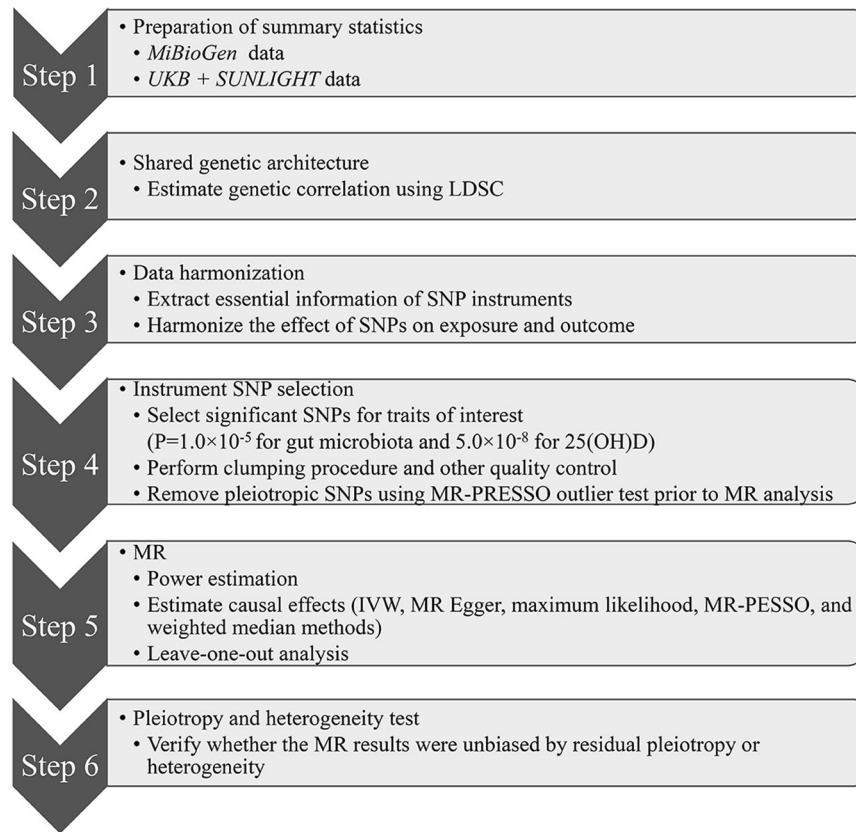 Step 1
• Preparation of summary statistics
• MiBioGen data
• UKB + SUNLIGHT data
Step 2
• Shared genetic architecture
• Estimate genetic correlation using LDSC
Step 3
• Data harmonization
• Extract essential information of SNP instruments
• Harmonize the effect of SNPs on exposure and outcome
Step 4
• Instrument SNP selection
• Select significant SNPs for traits of interest
(P=1.0×10⁻⁵ for gut microbiota and 5.0×10⁻⁸ for 25(OH)D)
• Perform clumping procedure and other quality control
• Remove pleiotropic SNPs using MR-PRESSO outlier test prior to MR analysis
Step 5
• MR
• Power estimation
• Estimate causal effects (IVW, MR Egger, maximum likelihood, MR-PESSO, and
weighted median methods)
• Leave-one-out analysis
Step 6
• Pleiotropy and heterogeneity test
• Verify whether the MR results were unbiased by residual pleiotropy or
heterogeneity